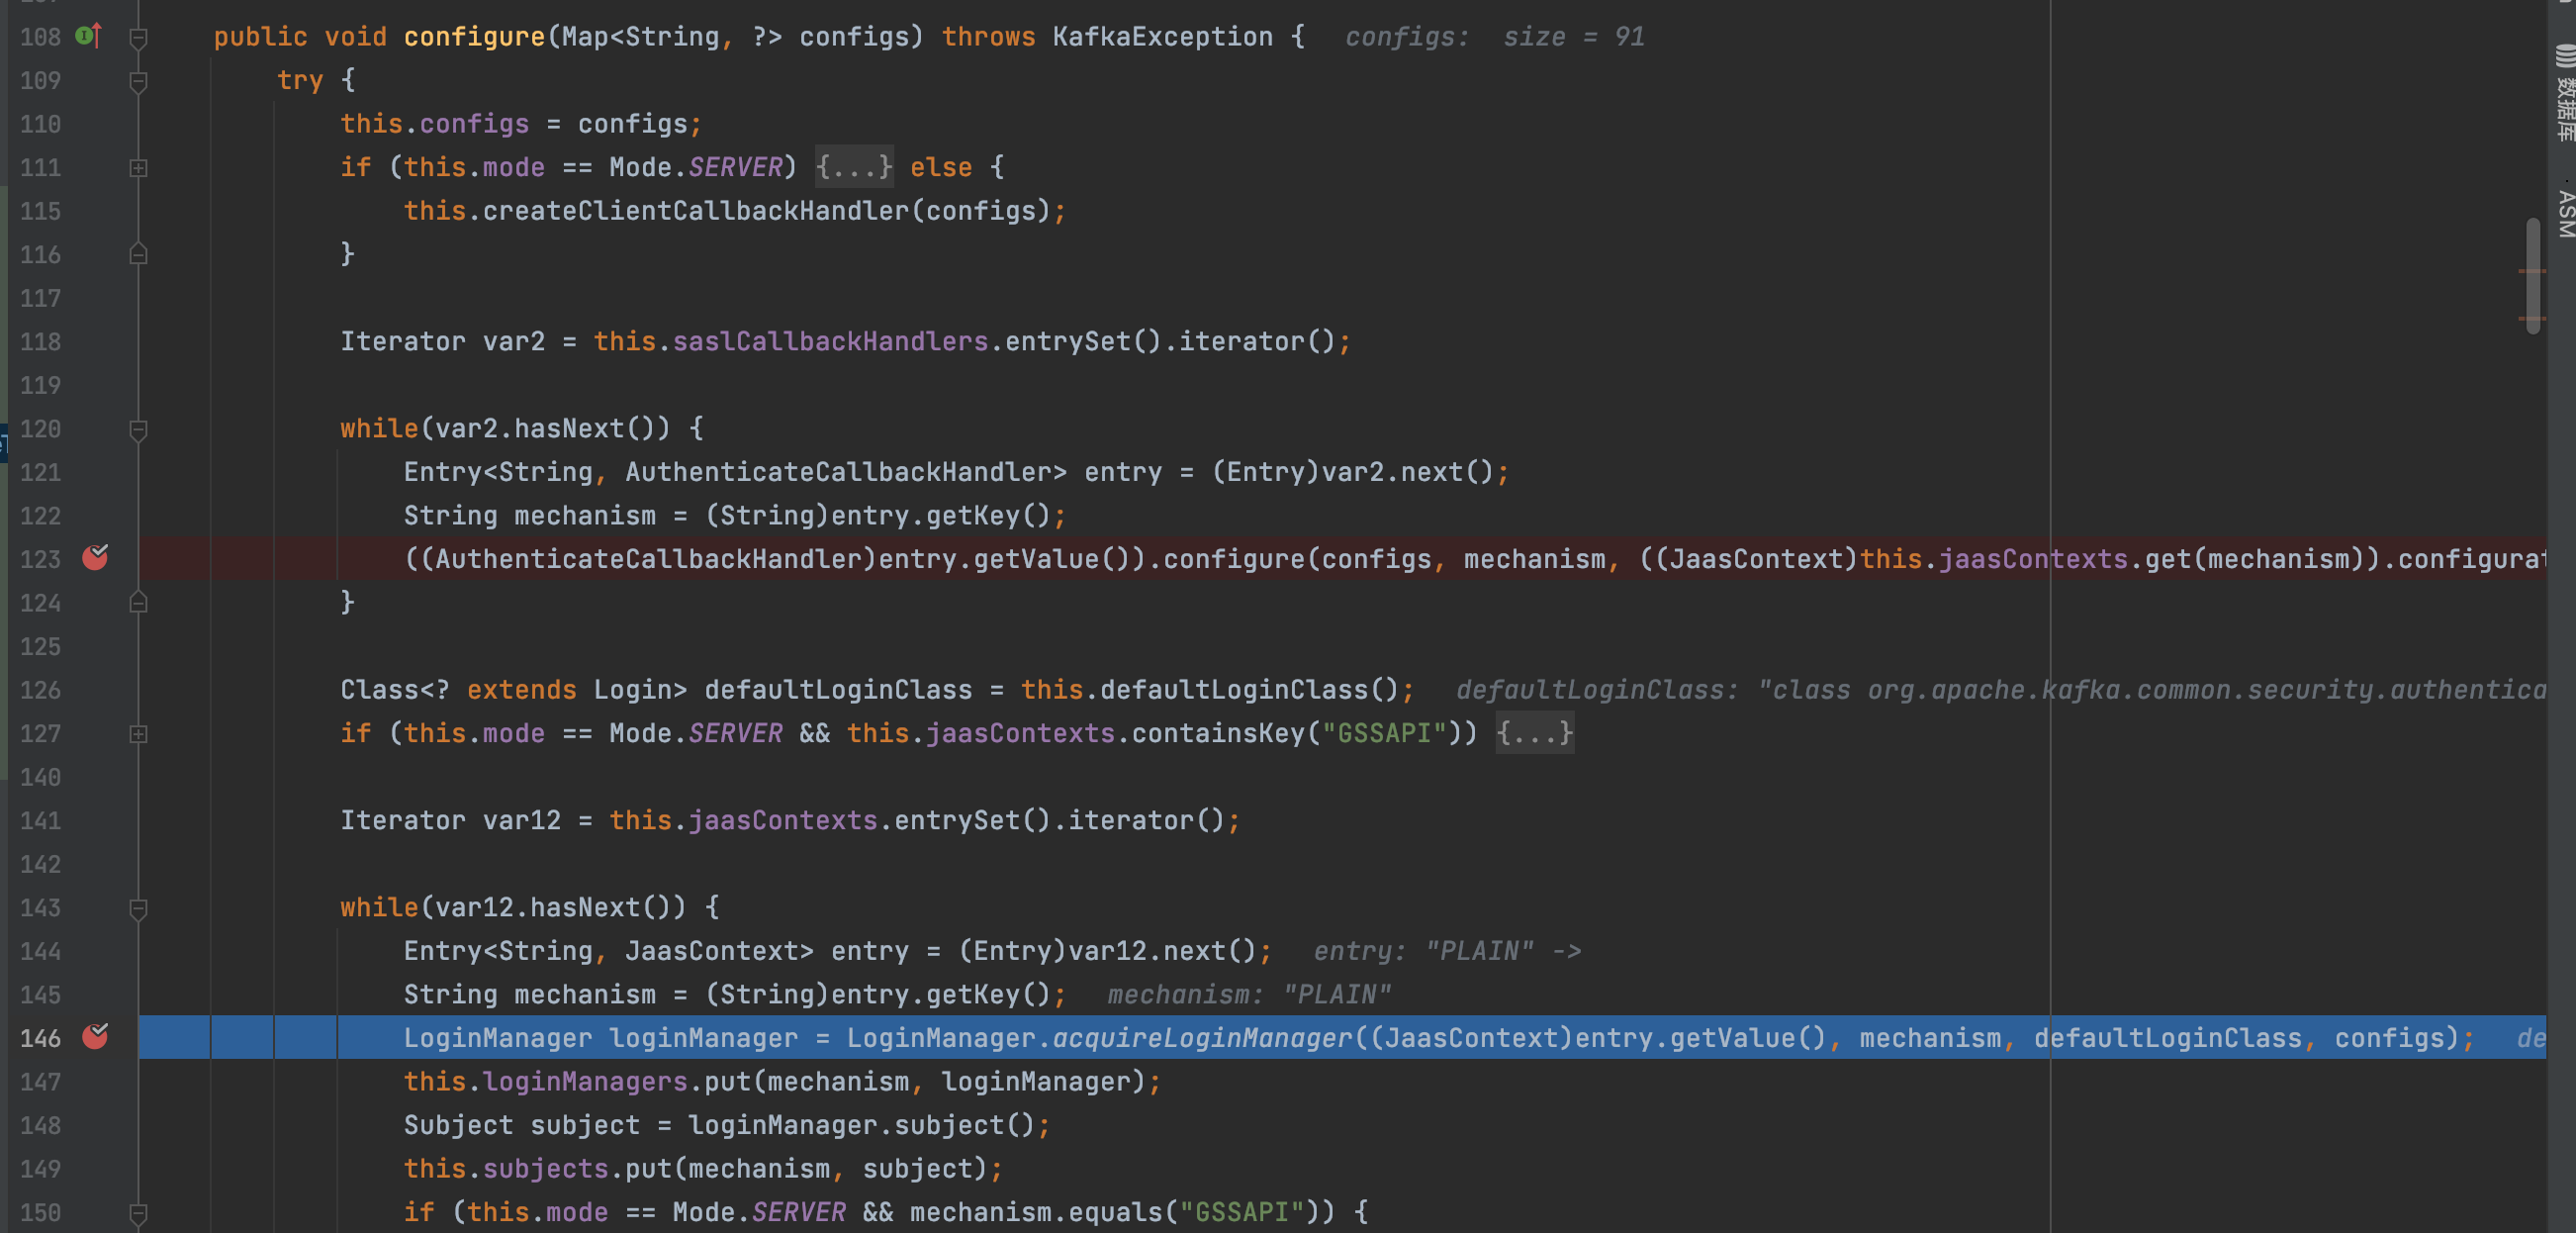 108 public void configure(Map<String, ?> configs) throws KafkaException { configs: size = 91
109 try {
110 this.configs = configs;
111 if (this.mode == Mode.SERVER) {...} else {
115 this.createClientCallbackHandler(configs);
116 }
117
118 Iterator var2 = this.saslCallbackHandlers.entrySet().iterator();
119
120 while(var2.hasNext()) {
121 Entry<String, AuthenticateCallbackHandler> entry = (Entry)var2.next();
122 String mechanism = (String)entry.getKey();
123 ((AuthenticateCallbackHandler)entry.getValue()).configure(configs, mechanism, ((JaasContext)this.jaasContexts.get(mechanism)).configurat
124 }
125
126 Class<? extends Login> defaultLoginClass = this.defaultLoginClass(); defaultLoginClass: "class org.apache.kafka.common.security.authentica
127 if (this.mode == Mode.SERVER && this.jaasContexts.containsKey("GSSAPI")) {...}
140
141 Iterator var12 = this.jaasContexts.entrySet().iterator();
142
143 while(var12.hasNext()) {
144 Entry<String, JaasContext> entry = (Entry)var12.next(); entry: "PLAIN" ->
145 String mechanism = (String)entry.getKey(); mechanism: "PLAIN"
146 LoginManager loginManager = LoginManager.acquireLoginManager((JaasContext)entry.getValue(), mechanism, defaultLoginClass, configs); de
147 this.loginManagers.put(mechanism, loginManager);
148 Subject subject = loginManager.subject();
149 this.subjects.put(mechanism, subject);
150 if (this.mode == Mode.SERVER && mechanism.equals("GSSAPI")) {
数据库
ASM